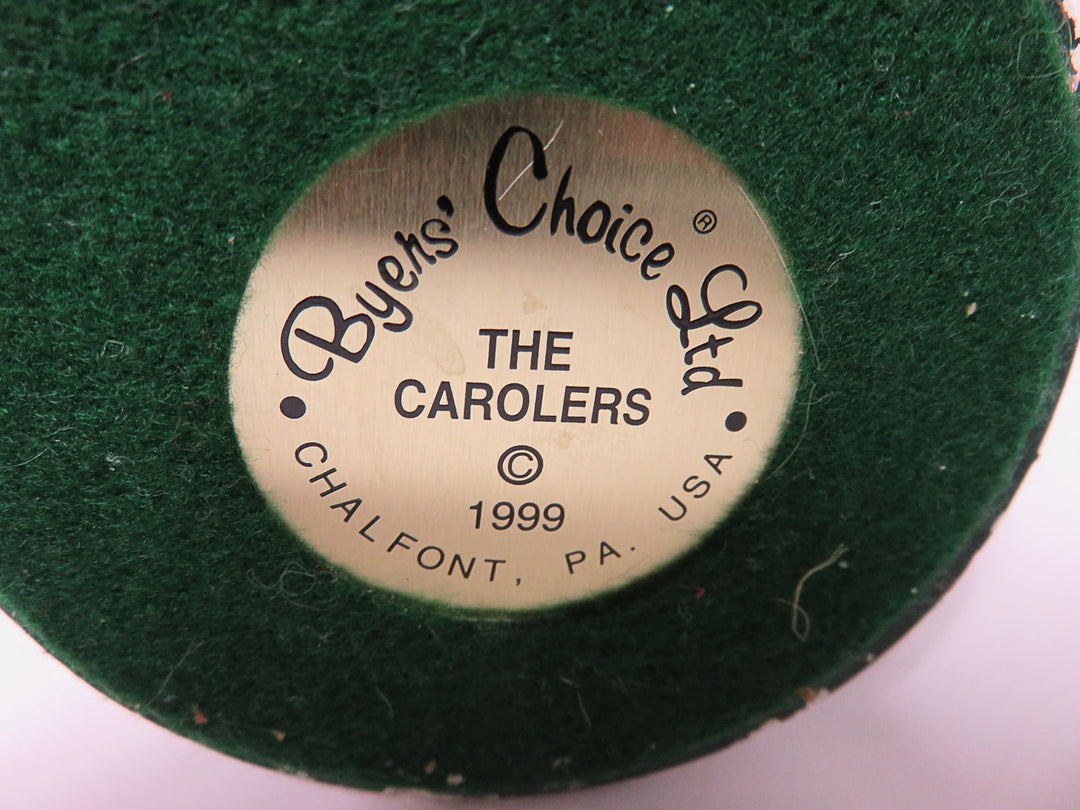 Byers' Choice Ltd ®
THE
CAROLERS
©
1999
• CHALFONT, PA. USA •